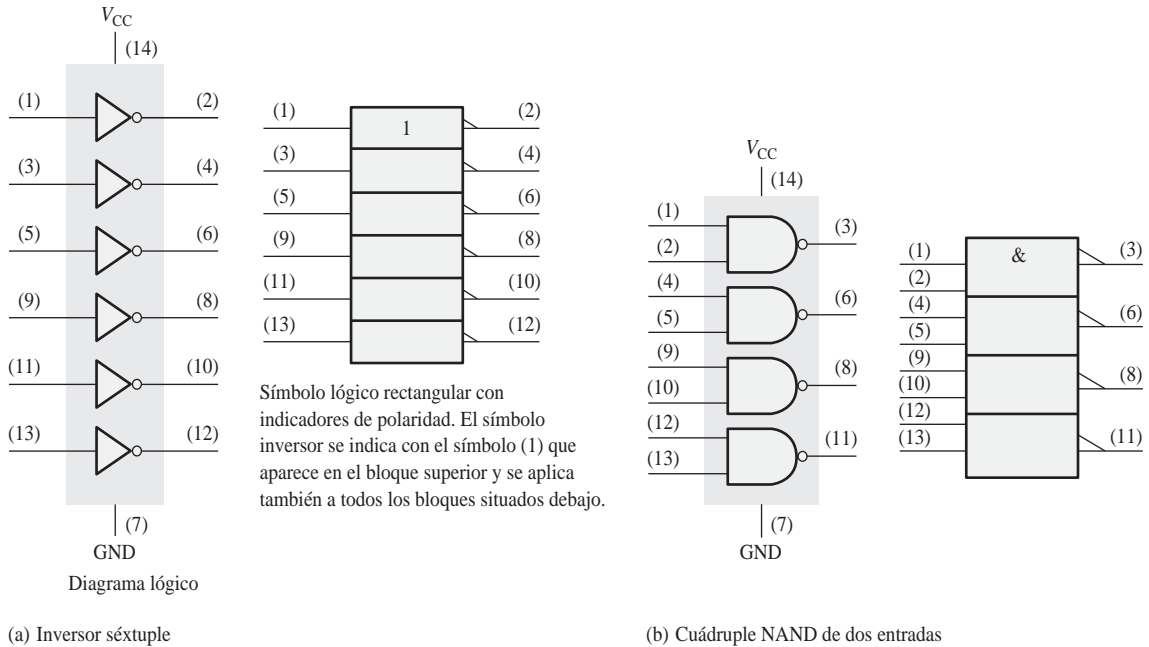 V_CC
(14)
(1) (2)
(3) (4)
(5) (6)
(9) (8)
(11) (10)
(13) (12)
(7)
GND
Diagrama lógico
(1) 1 (2)
(3) (4)
(5) (6)
(9) (8)
(11) (10)
(13) (12)
Símbolo lógico rectangular con
indicadores de polaridad. El símbolo
inversor se indica con el símbolo (1) que
aparece en el bloque superior y se aplica
también a todos los bloques situados debajo.
(a) Inversor séxtuple
V_CC
(14)
(1)
(3)
(2)
(4)
(6)
(5)
(9)
(8)
(10)
(12)
(11)
(13)
(7)
GND
(1) & (3)
(2)
(4) (6)
(5)
(9)
(10) (8)
(12)
(13) (11)
(b) Cuádruple NAND de dos entradas